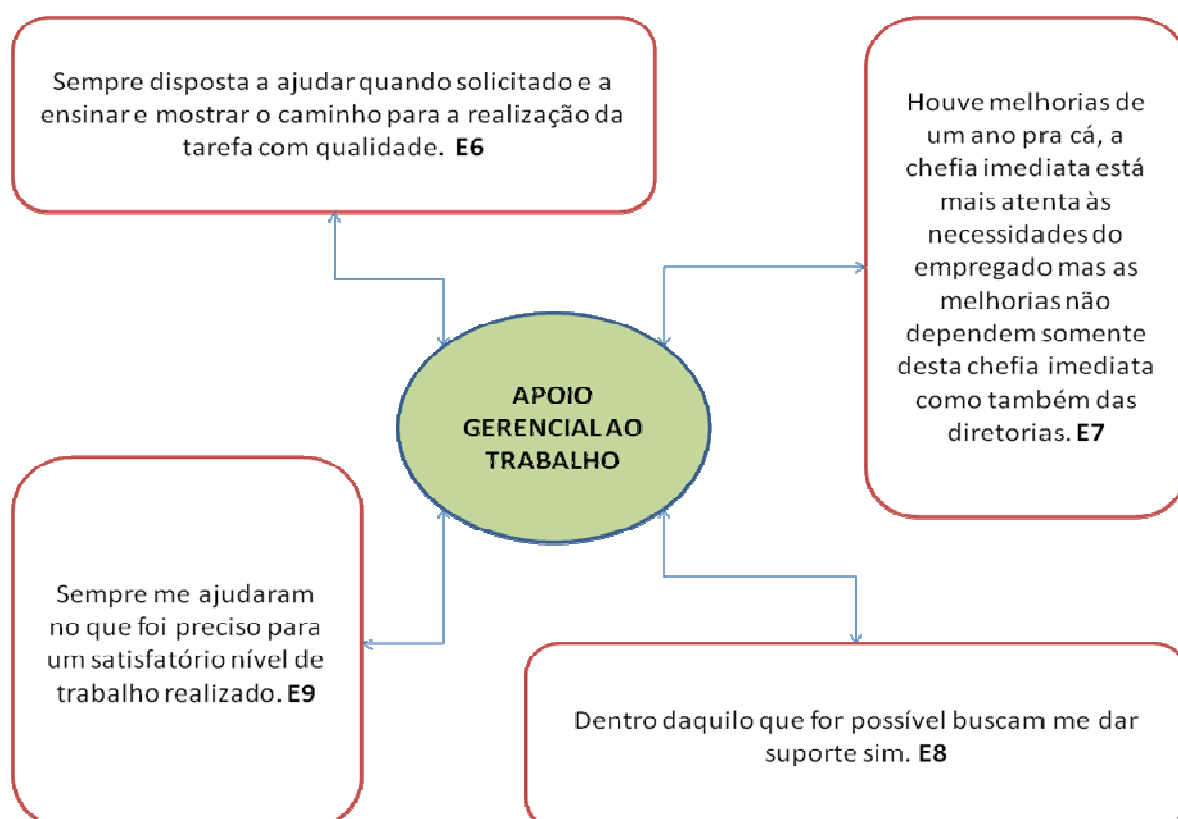 Sempre disposta a ajudar quando solicitado e a
ensinar e mostrar o caminho para a realização da
tarefa com qualidade. E6
Houve melhorias de
um ano pra cá, a
chefia imediata está
mais atenta às
necessidades do
empregado mas as
melhorias não
dependem somente
desta chefia imediata
como também das
diretorias. E7
APOIO
GERENCIAL AO
TRABALHO
Sempre me ajudaram
no que foi preciso para
um satisfatório nível de
trabalho realizado. E9
Dentro daquilo que for possível buscam me dar
suporte sim. E8